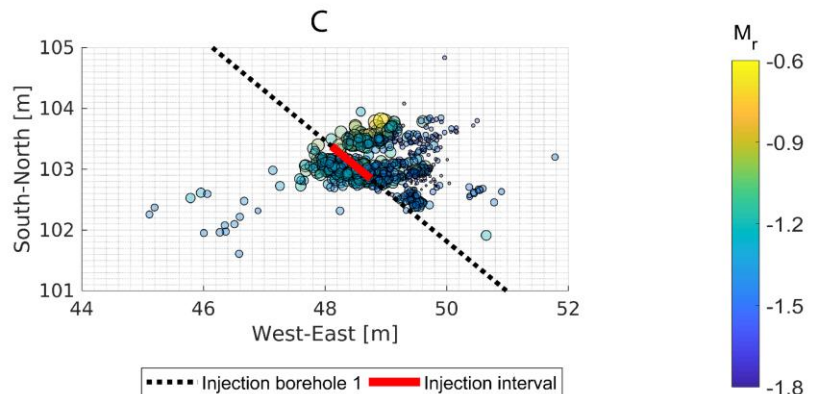 C
M_r
105
104
103
102
101
South-North [m]
44 46 48 50 52
West-East [m]
-0.6
-0.9
-1.2
-1.5
-1.8
Injection borehole 1 Injection interval